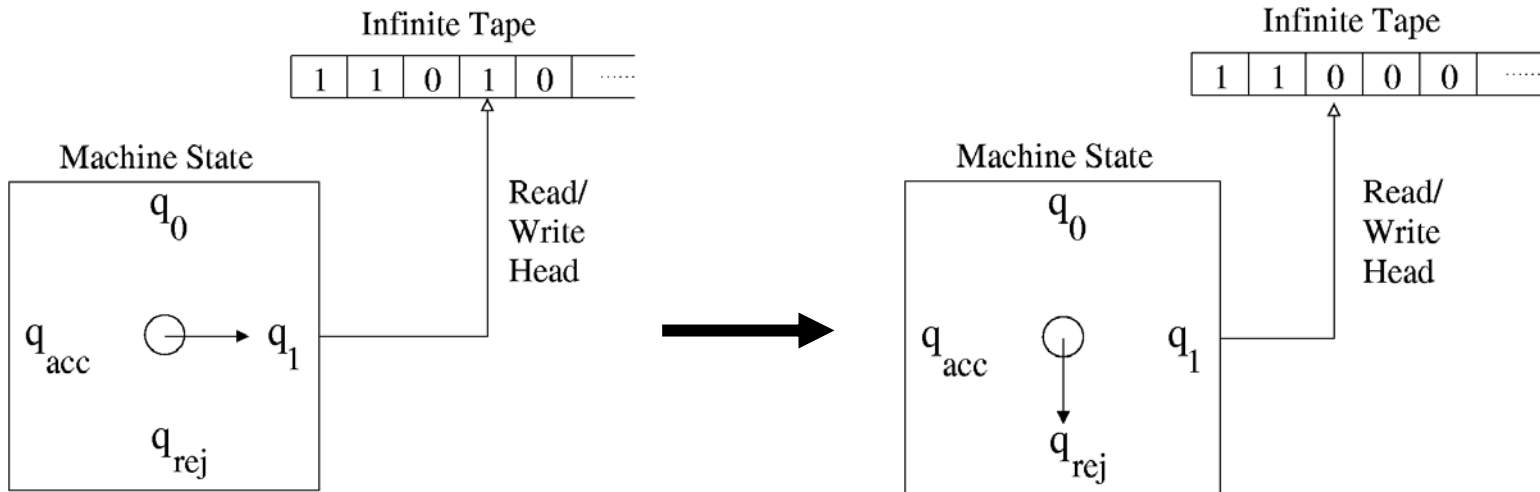 Infinite Tape
1 1 0 1 0 ......
Machine State
q0
qacc
q1
qrej
Read/
Write
Head
Infinite Tape
1 1 0 0 0 ......
Machine State
q0
qacc
q1
qrej
Read/
Write
Head